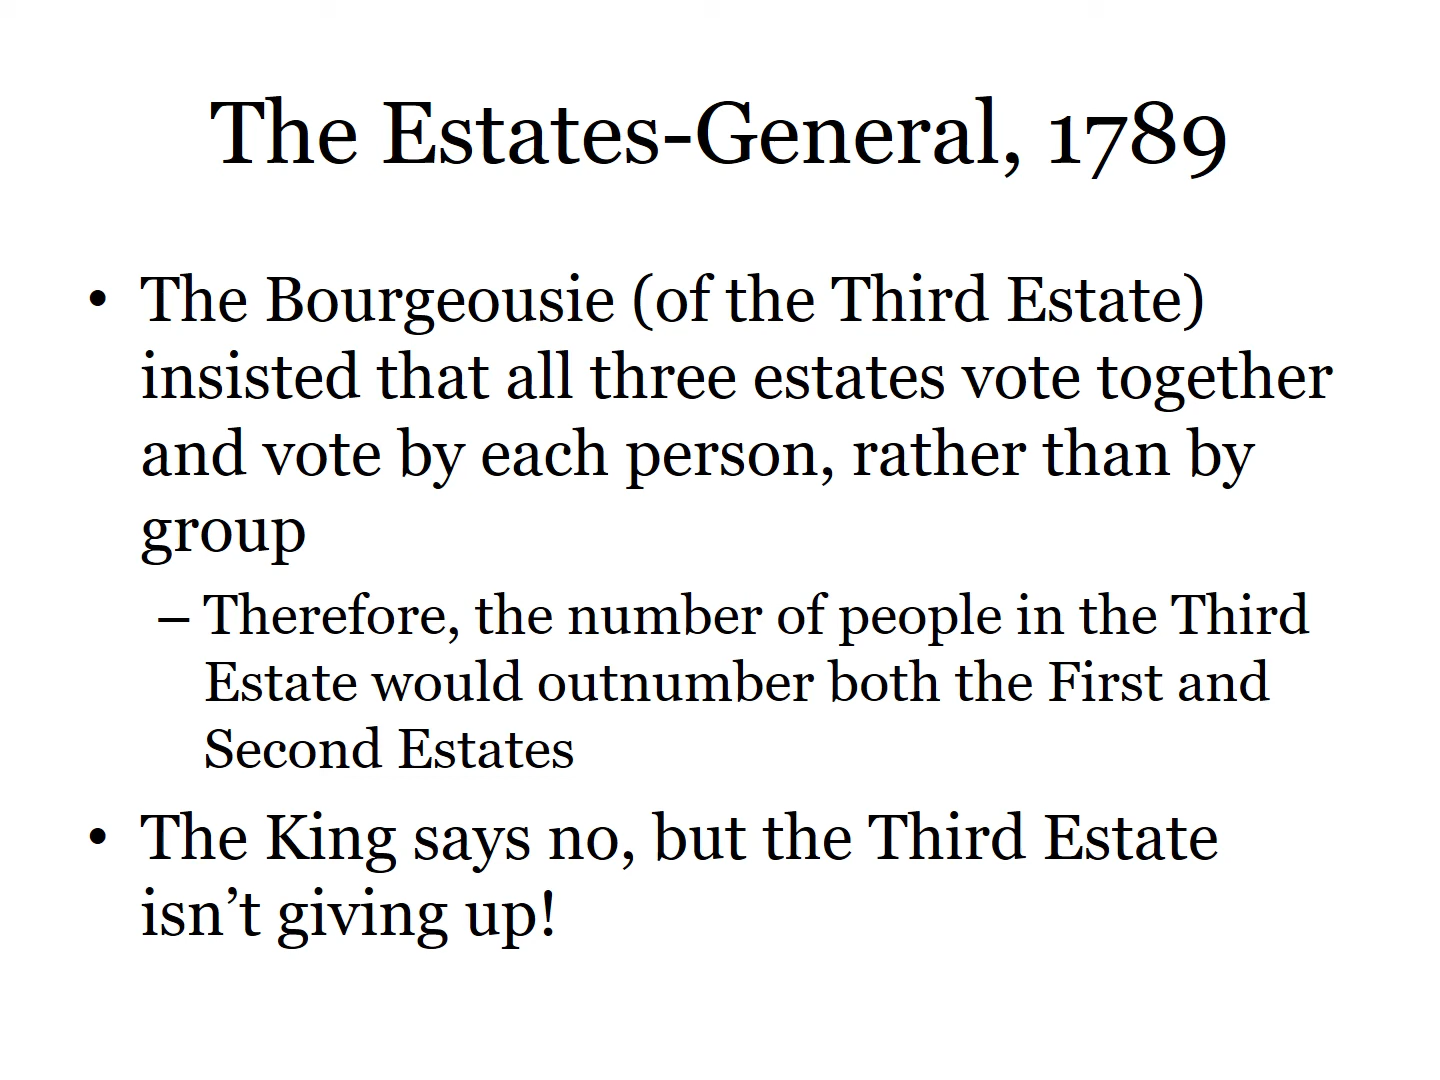 The Estates-General, 1789
• The Bourgeousie (of the Third Estate)
insisted that all three estates vote together
and vote by each person, rather than by
group
– Therefore, the number of people in the Third
Estate would outnumber both the First and
Second Estates
• The King says no, but the Third Estate
isn’t giving up!